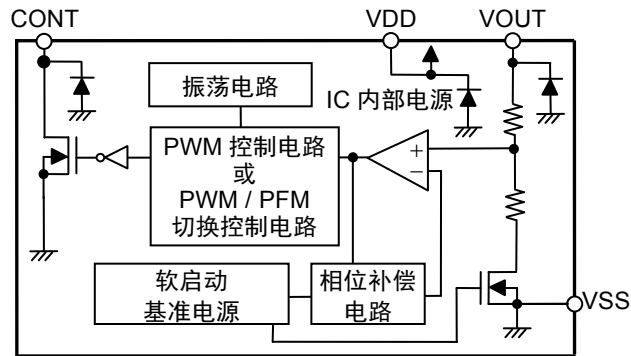 CONT
VDD
VOUT
振荡电路
IC 内部电源
PWM 控制电路
或
PWM / PFM
切换控制电路
+
−
软启动
基准电源
相位补偿
电路
VSS